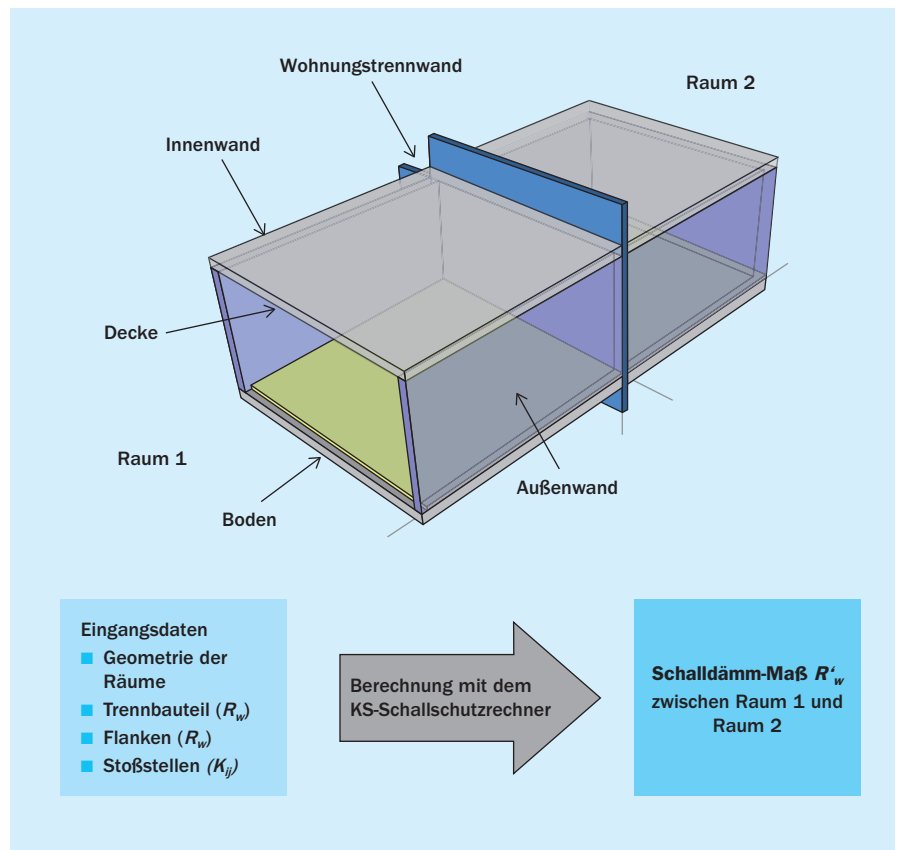 Wohnungstrennwand
Raum 2
Innenwand
Decke
Raum 1
Außenwand
Boden
Eingangsdaten
■ Geometrie der
Räume
■ Trennbauteil (Rw)
■ Flanken (Rw)
■ Stoßstellen (Kij)
Berechnung mit dem
KS-Schallschutzrechner
Schalldämm-Maß R‘w
zwischen Raum 1 und
Raum 2